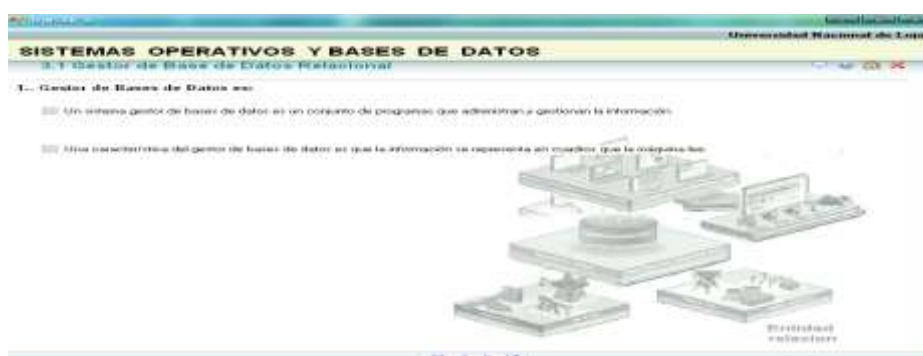 Universidad Nacional de Loja
SISTEMAS OPERATIVOS Y BASES DE DATOS
3.1 Gestor de Base de Datos Relacional
1.. Gestor de Bases de Datos es:
Un sistema gestor de bases de datos es un conjunto de programas que administran y gestionan la información.
Una característica del gestor de bases de datos es que la información se representa en cuadros que la máquina lee.
Entidad
relacion